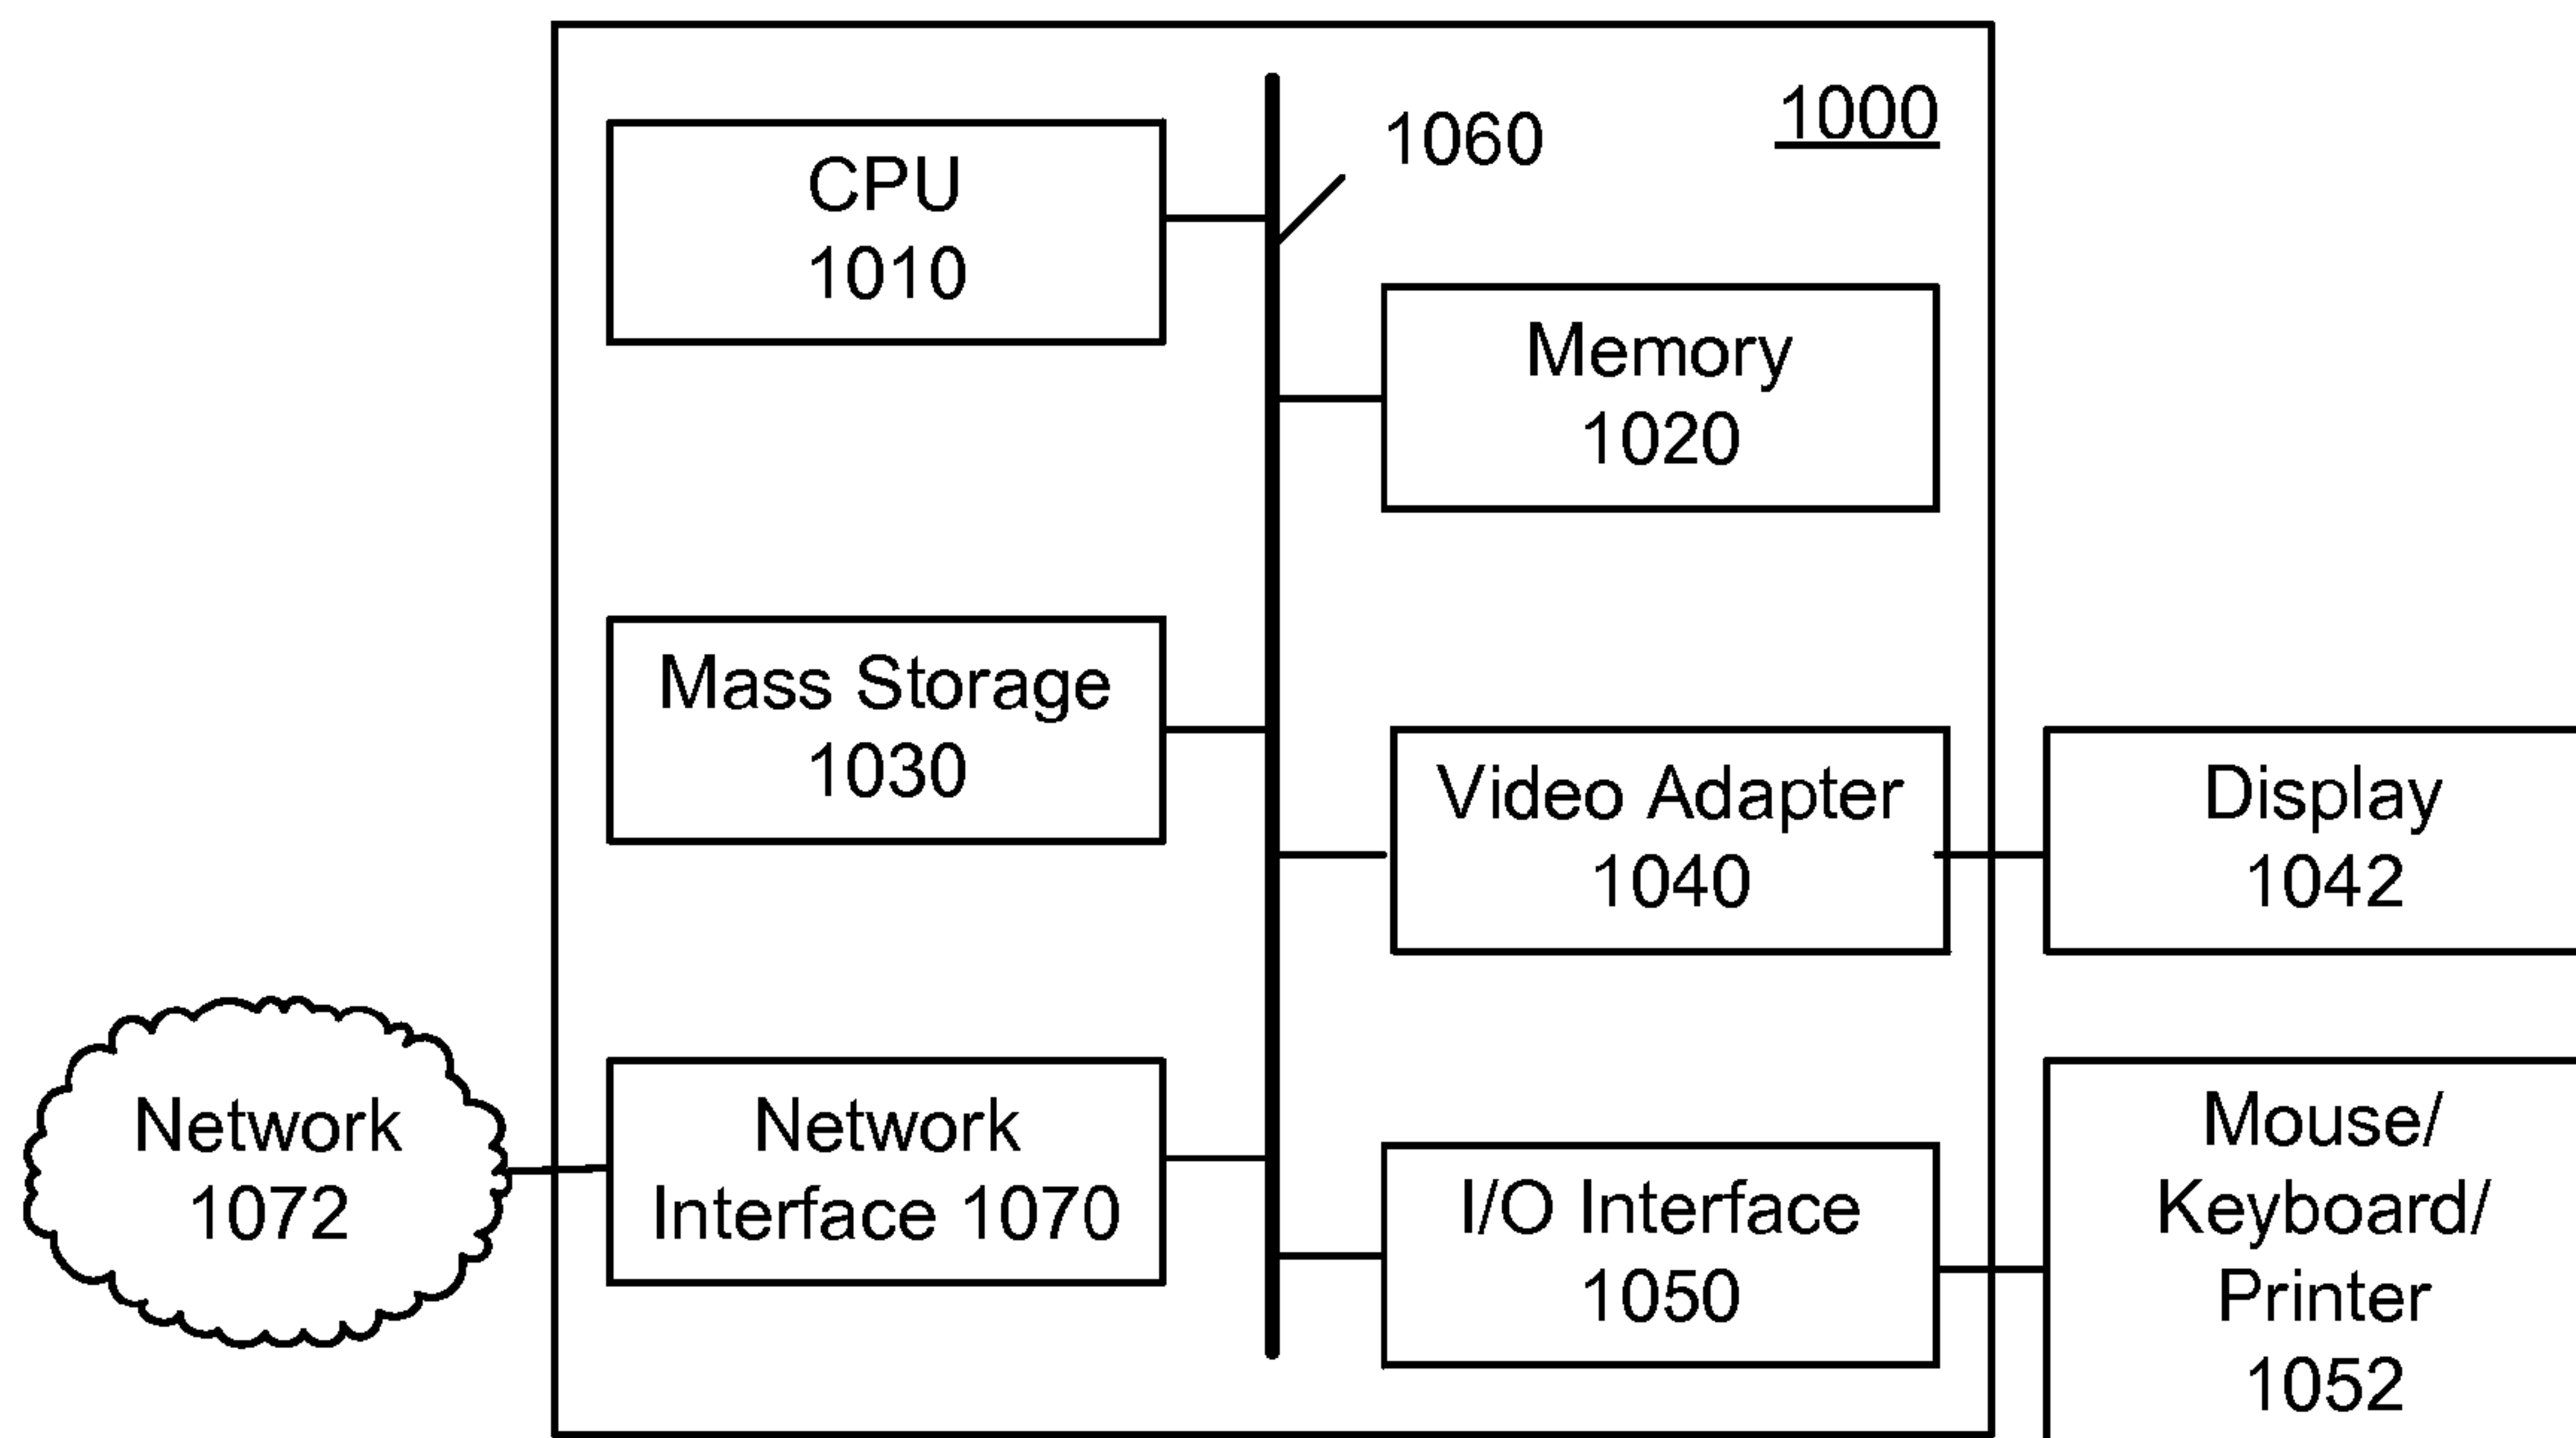 1000
1060
CPU
1010
Memory
1020
Mass Storage
1030
Video Adapter
1040
Display
1042
Network
1072
Network
Interface 1070
I/O Interface
1050
Mouse/
Keyboard/
Printer
1052